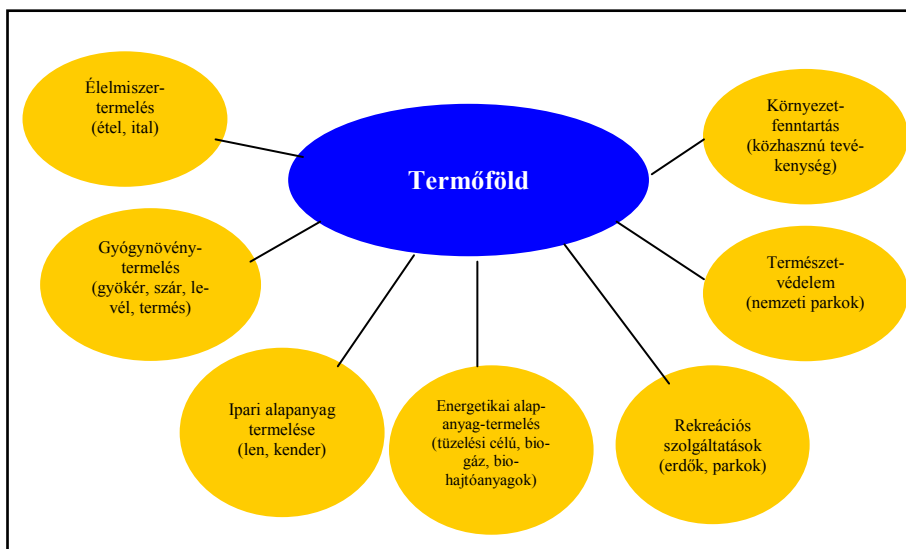 Élelmiszer-
termelés
(étel, ital)
Környezet-
fenntartás
(közhasznú tevé-
kenység)
Termőföld
Gyógynövény-
termelés
(gyökér, szár, le-
vél, termés)
Természet-
védelem
(nemzeti parkok)
Ipari alapanyag
termelése
(len, kender)
Energetikai alap-
anyag-termelés
(tüzelési célú, bio-
gáz, bio-
hajtóanyagok)
Rekreációs
szolgáltatások
(erdők, parkok)